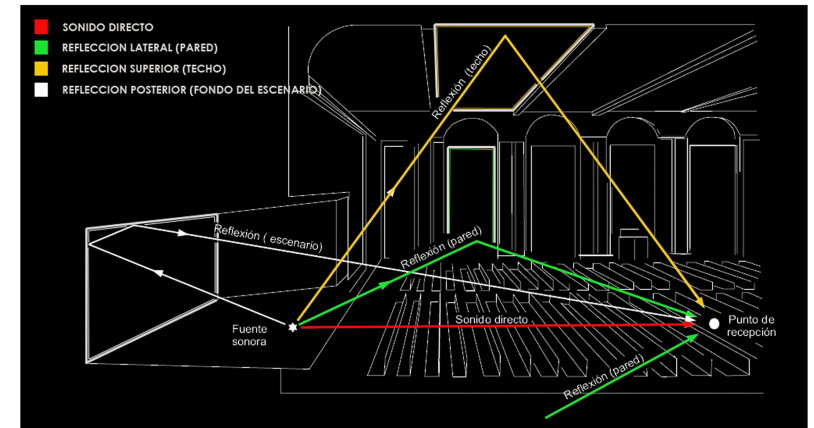 SONIDO DIRECTO
REFLECCION LATERAL (PARED)
REFLECCION SUPERIOR (TECHO)
REFLECCION POSTERIOR (FONDO DEL ESCENARIO)
Reflexión (techo)
Reflexión ( escenario)
Reflexión (pared)
Fuente
sonora
Sonido directo
Punto de
recepción
Reflexión (pared)